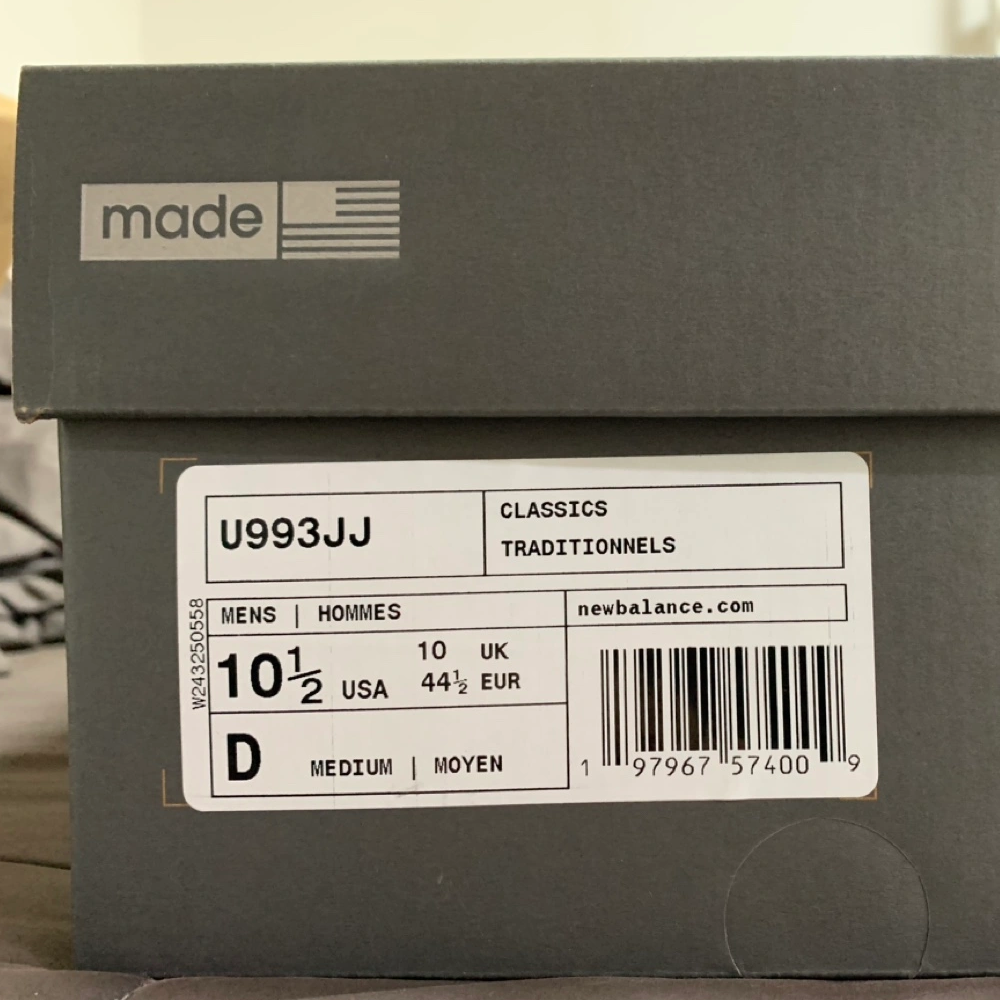 made
U993JJ
CLASSICS
TRADITIONNELS
MENS | HOMMES
newbalance.com
W243250558
10½ USA
10 UK
44½ EUR
D
MEDIUM | MOYEN
1 97967 57400 9